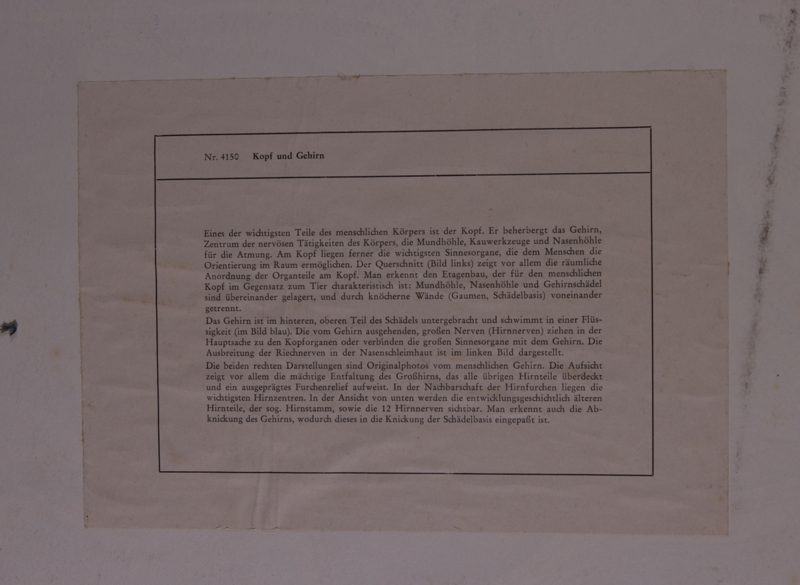 Nr. 4150 Kopf und Gehirn
Eines der wichtigsten Teile des menschlichen Körpers ist der Kopf. Er beherbergt das Gehirn,
Zentrum der nervösen Tätigkeiten des Körpers, die Mundhöhle, Kauwerkzeuge und Nasenhöhle
für die Atmung. Am Kopf liegen ferner die wichtigsten Sinnesorgane, die dem Menschen die
Orientierung im Raum ermöglichen. Der Querschnitt (Bild links) zeigt vor allem die räumliche
Anordnung der Organteile am Kopf. Man erkennt den Etagenbau, der für den menschlichen
Kopf im Gegensatz zum Tier charakteristisch ist: Mundhöhle, Nasenhöhle und Gehirnschädel
sind übereinander gelagert, und durch knöcherne Wände (Gaumen, Schädelbasis) voneinander
getrennt.
Das Gehirn ist im hinteren, oberen Teil des Schädels untergebracht und schwimmt in einer Flüs-
sigkeit (im Bild blau). Die vom Gehirn ausgehenden, großen Nerven (Hirnnerven) ziehen in der
Hauptsache zu den Kopforganen oder verbinden die großen Sinnesorgane mit dem Gehirn. Die
Ausbreitung der Riechnerven in der Nasenschleimhaut ist im linken Bild dargestellt.
Die beiden rechten Darstellungen sind Originalphotos vom menschlichen Gehirn. Die Aufsicht
zeigt vor allem die mächtige Entfaltung des Großhirns, das alle übrigen Hirnteile überdeckt
und ein ausgeprägtes Furchenrelief aufweist. In der Nachbarschaft der Hirnfurchen liegen die
wichtigsten Hirnzentren. In der Ansicht von unten werden die entwicklungsgeschichtlich älteren
Hirnteile, der sog. Hirnstamm, sowie die 12 Hirnnerven sichtbar. Man erkennt auch die Ab-
knickung des Gehirns, wodurch dieses in die Knickung der Schädelbasis eingepaßt ist.